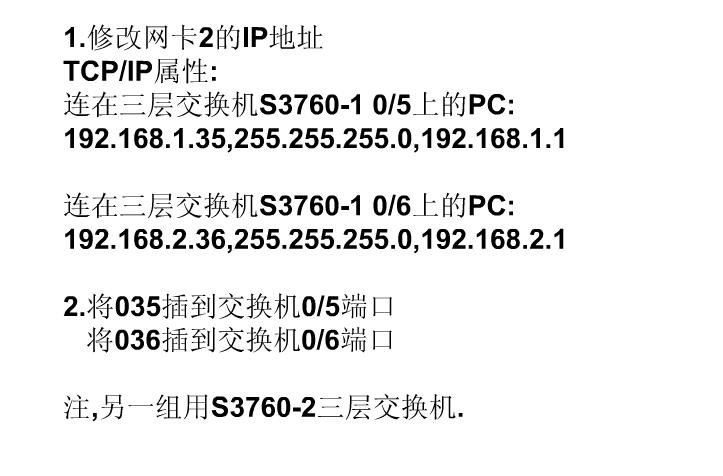 1.修改网卡2的IP地址
TCP/IP属性:
连在三层交换机S3760-1 0/5上的PC:
192.168.1.35,255.255.255.0,192.168.1.1
连在三层交换机S3760-1 0/6上的PC:
192.168.2.36,255.255.255.0,192.168.2.1
2.将035插到交换机0/5端口
将036插到交换机0/6端口
注,另一组用S3760-2三层交换机.